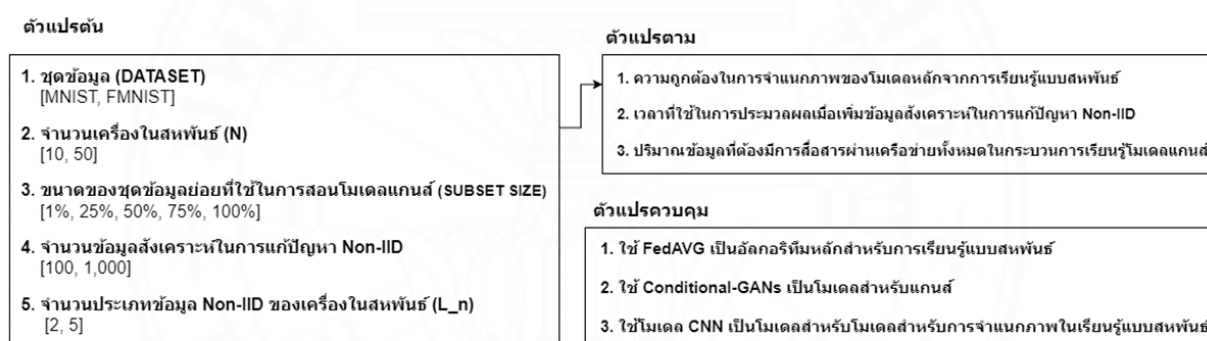 ตัวแปรต้น
1. ชุดข้อมูล (DATASET)
[MNIST, FMNIST]
2. จำนวนเครื่องในสหพันธ์ (N)
[10, 50]
3. ขนาดของชุดข้อมูลย่อยที่ใช้ในการสอนโมเดลแกนส์ (SUBSET SIZE)
[1%, 25%, 50%, 75%, 100%]
4. จำนวนข้อมูลสังเคราะห์ในการแก้ปัญหา Non-IID
[100, 1,000]
5. จำนวนประเภทข้อมูล Non-IID ของเครื่องในสหพันธ์ (L_n)
[2, 5]
ตัวแปรตาม
1. ความถูกต้องในการจำแนกภาพของโมเดลหลักจากการเรียนรู้แบบสหพันธ์
2. เวลาที่ใช้ในการประมวลผลเมื่อเพิ่มข้อมูลสังเคราะห์ในการแก้ปัญหา Non-IID
3. ปริมาณข้อมูลที่ต้องมีการสื่อสารผ่านเครือข่ายทั้งหมดในกระบวนการเรียนรู้โมเดลแกนส์
ตัวแปรควบคุม
1. ใช้ FedAVG เป็นอัลกอริทึมหลักสำหรับการเรียนรู้แบบสหพันธ์
2. ใช้ Conditional-GANs เป็นโมเดลสำหรับแกนส์
3. ใช้โมเดล CNN เป็นโมเดลสำหรับโมเดลสำหรับการจำแนกภาพในเรียนรู้แบบสหพันธ์